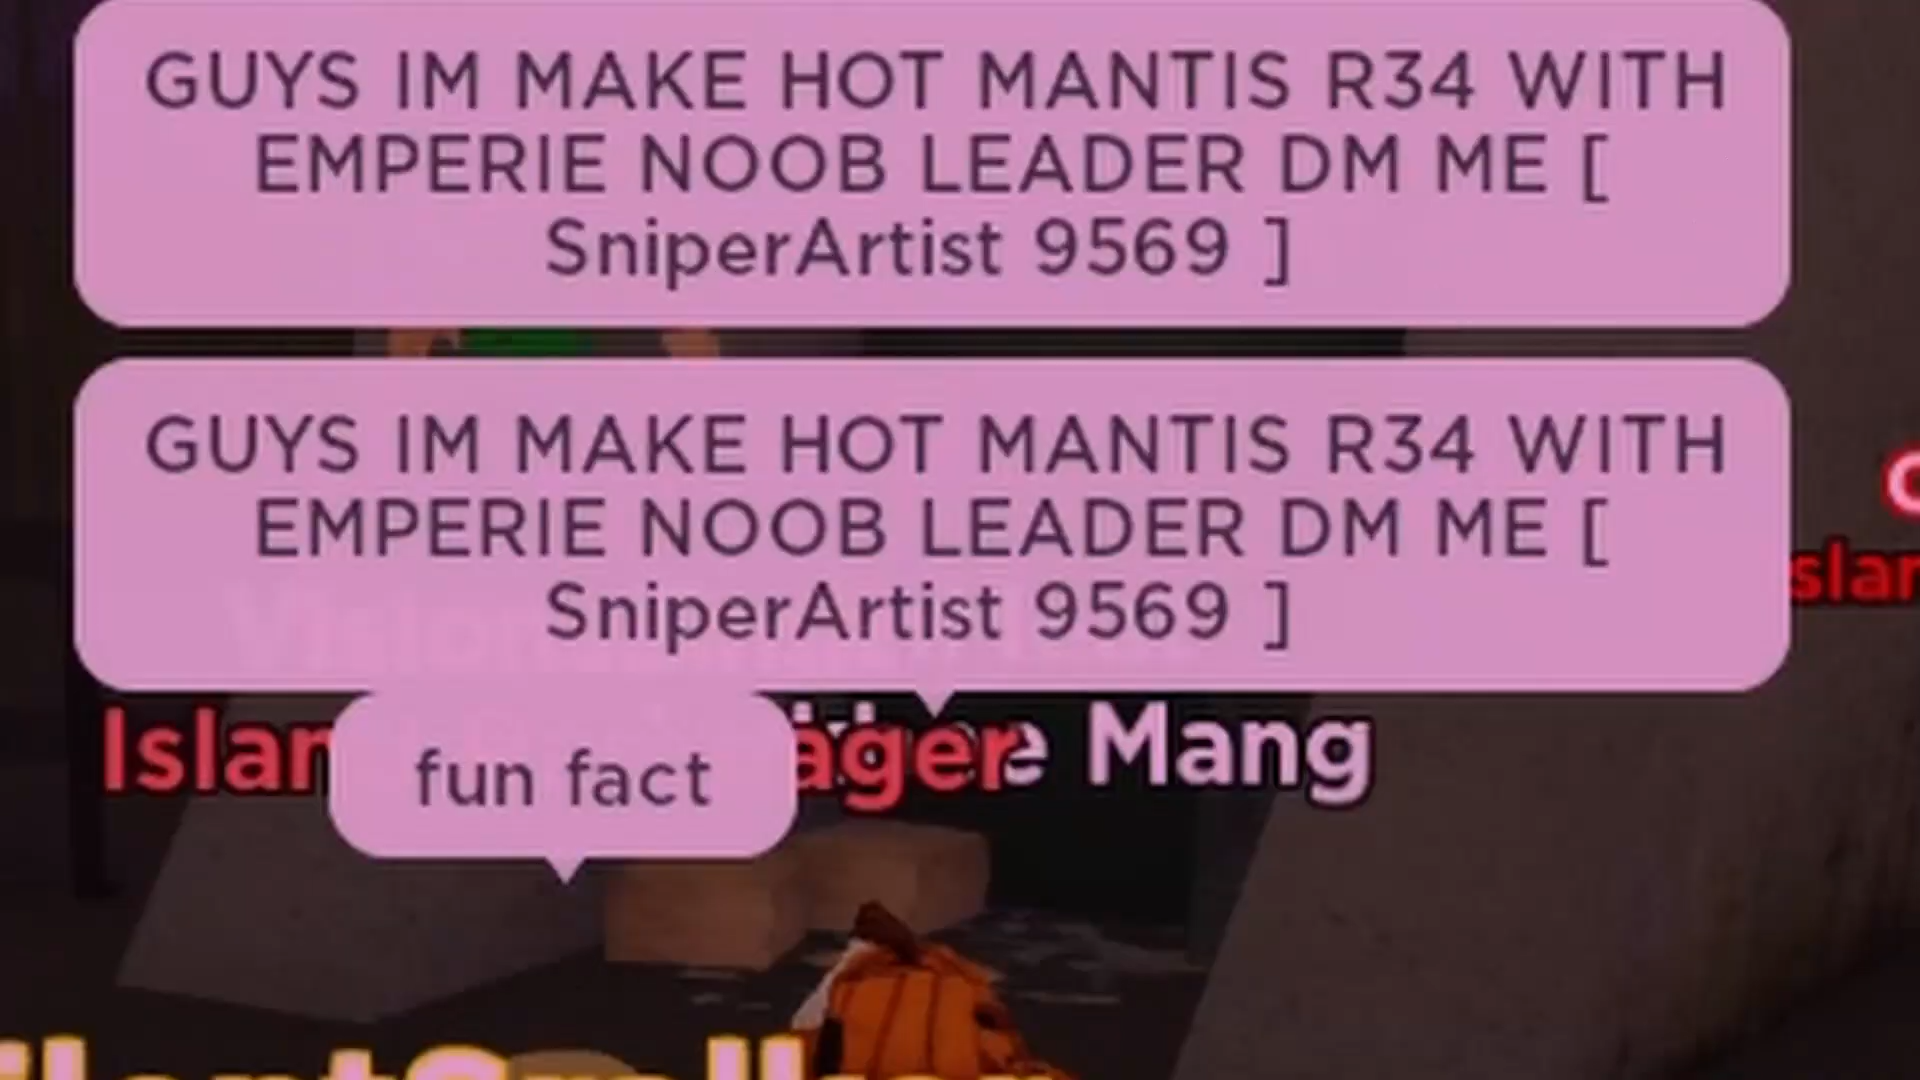 GUYS IM MAKE HOT MANTIS R34 WITH
EMPERIE NOOB LEADER DM ME [
SniperArtist 9569 ]
GUYS IM MAKE HOT MANTIS R34 WITH
EMPERIE NOOB LEADER DM ME [
SniperArtist 9569 ]
fun fact
Mang